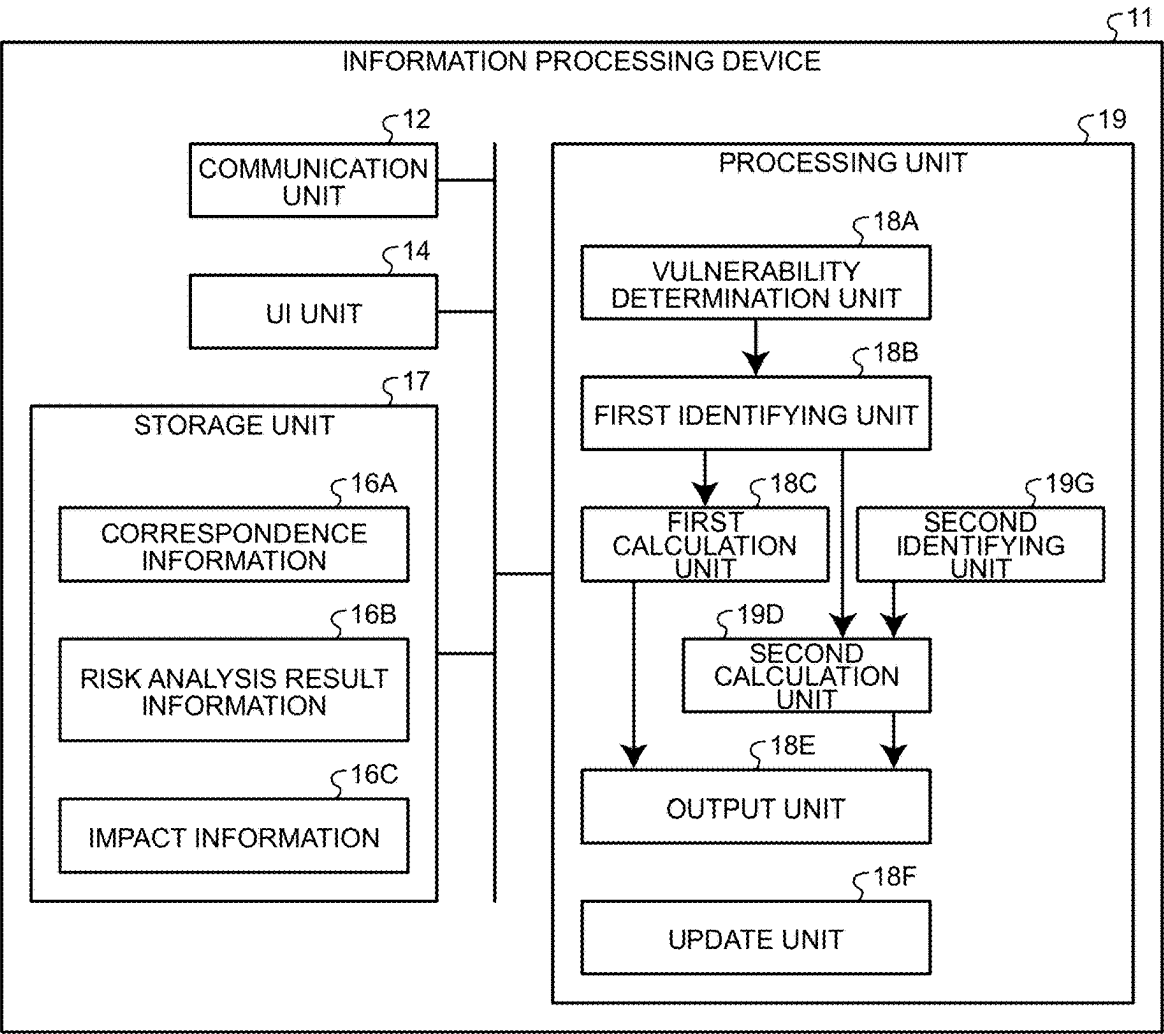 11
INFORMATION PROCESSING DEVICE
12
COMMUNICATION
UNIT
14
UI UNIT
17
STORAGE UNIT
16A
CORRESPONDENCE
INFORMATION
16B
RISK ANALYSIS RESULT
INFORMATION
16C
IMPACT INFORMATION
19
PROCESSING UNIT
18A
VULNERABILITY
DETERMINATION UNIT
18B
FIRST IDENTIFYING UNIT
18C
FIRST
CALCULATION
UNIT
19G
SECOND
IDENTIFYING
UNIT
19D
SECOND
CALCULATION
UNIT
18E
OUTPUT UNIT
18F
UPDATE UNIT